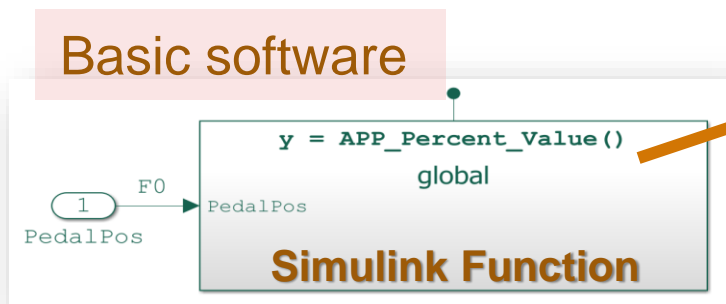 Basic software
y = APP_Percent_Value()
global
F0
1
PedalPos
PedalPos
Simulink Function